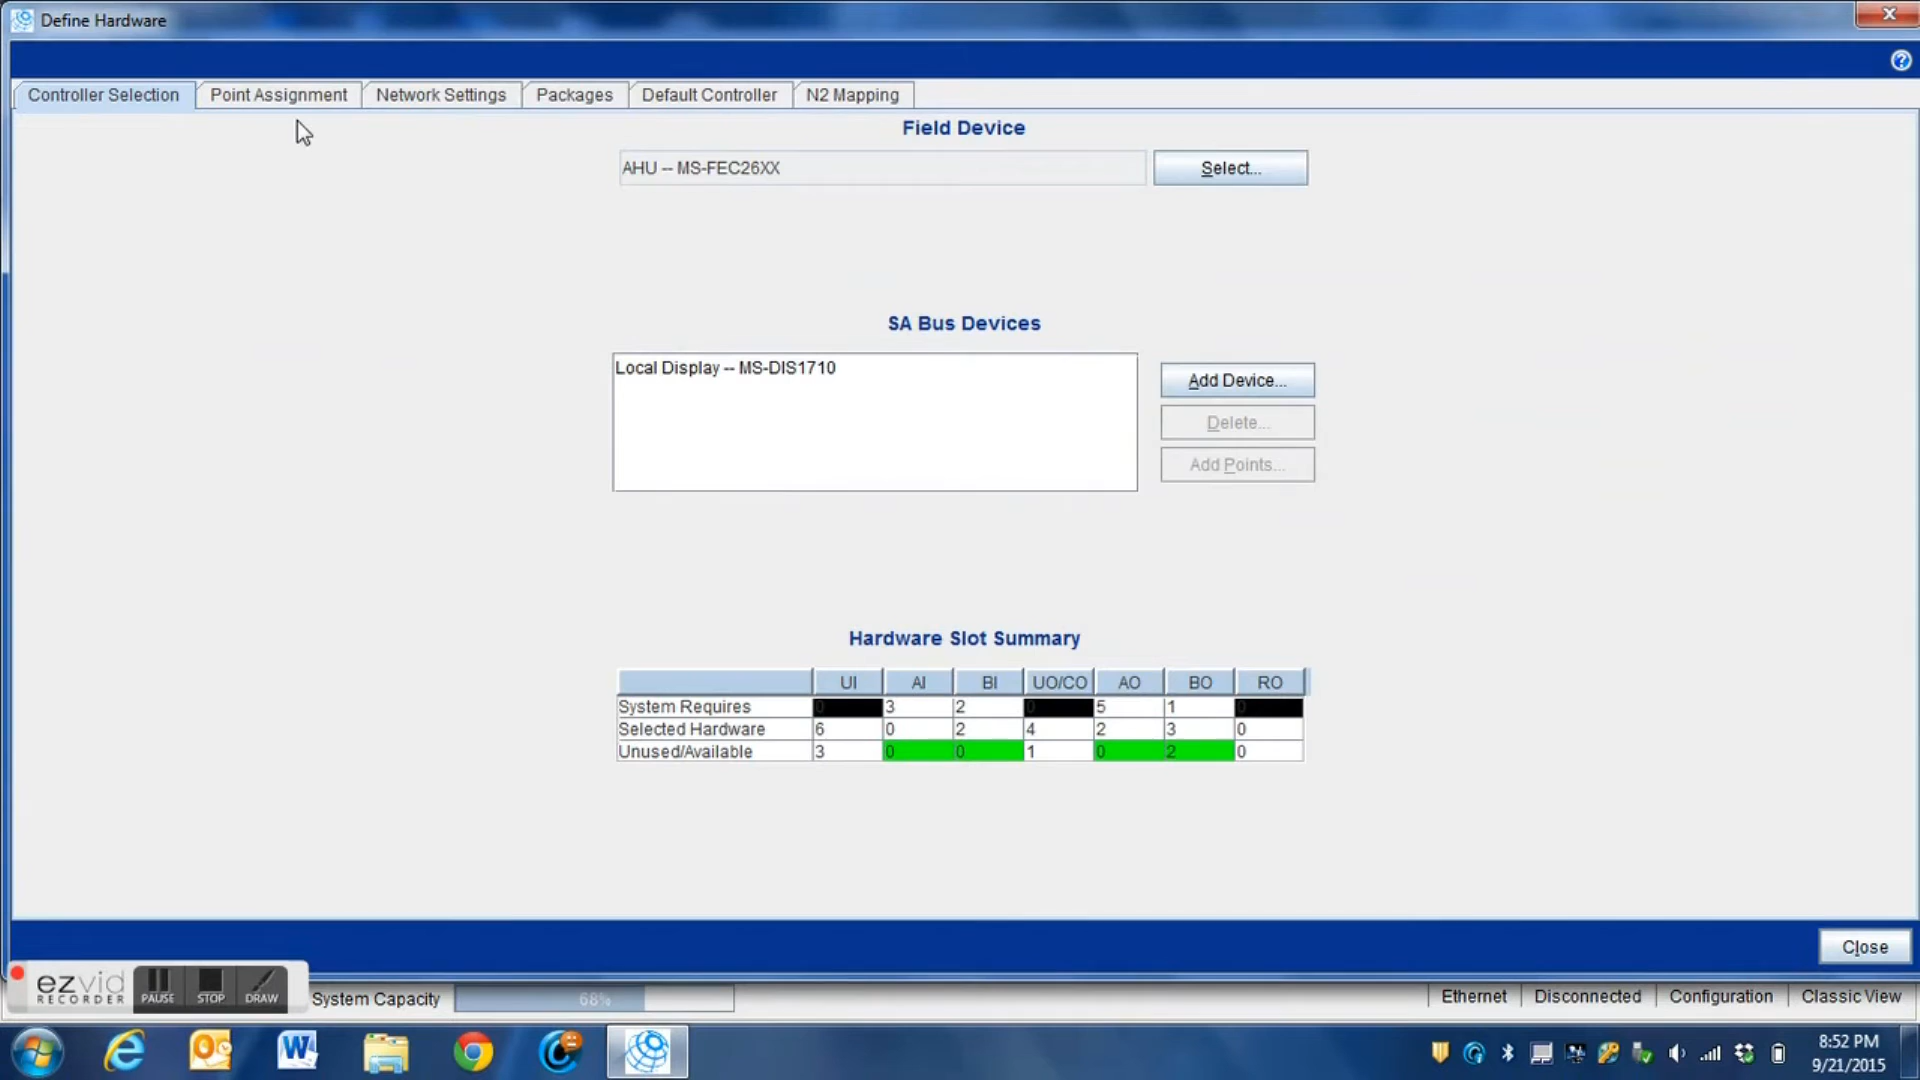 Define Hardware
Controller Selection Point Assignment Network Settings Packages Default Controller N2 Mapping
Field Device
AHU -- MS-FEC26XX Select...
SA Bus Devices
Local Display -- MS-DIS1710
Add Device...
Delete...
Add Points...
Hardware Slot Summary
UI AI BI UO/CO AO BO RO
System Requires 0 3 2 0 5 1 0
Selected Hardware 6 0 2 4 2 3 0
Unused/Available 3 0 0 1 0 2 0
Close
ezvid
RECORDER PAUSE STOP DRAW
System Capacity 68% Ethernet Disconnected Configuration Classic View
8:52 PM
9/21/2015